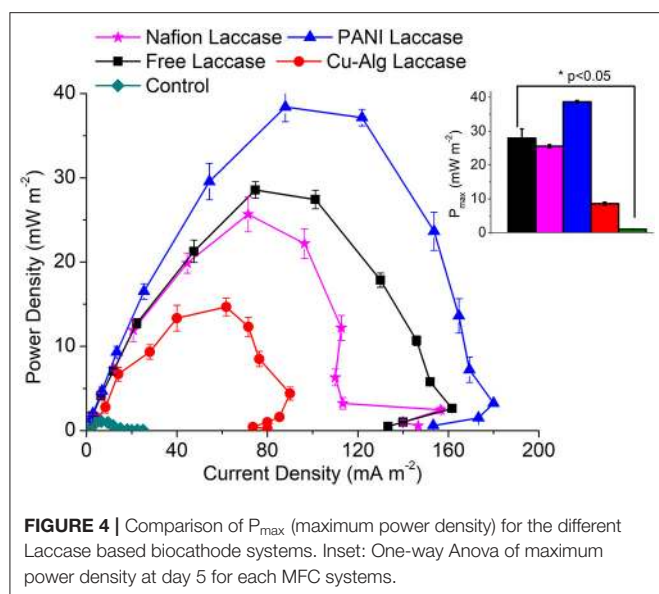 Nafion Laccase PANI Laccase
Free Laccase Cu-Alg Laccase
Control
* p<0.05
40
30
20
10
0
P_max (mW m⁻²)
40
30
20
10
0
Power Density (mW m⁻²)
0 40 80 120 160 200
Current Density (mA m⁻²)
FIGURE 4 | Comparison of P_max (maximum power density) for the different
Laccase based biocathode systems. Inset: One-way Anova of maximum
power density at day 5 for each MFC systems.